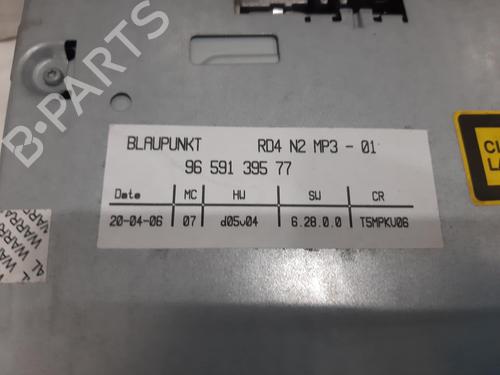 BLAUPUNKT RD4 N2 MP3 - 01
96 591 395 77
Date MC HW SW CR
20-04-06 07 d05v04 6.28.0.0 T5MPKV06
B-PARTS